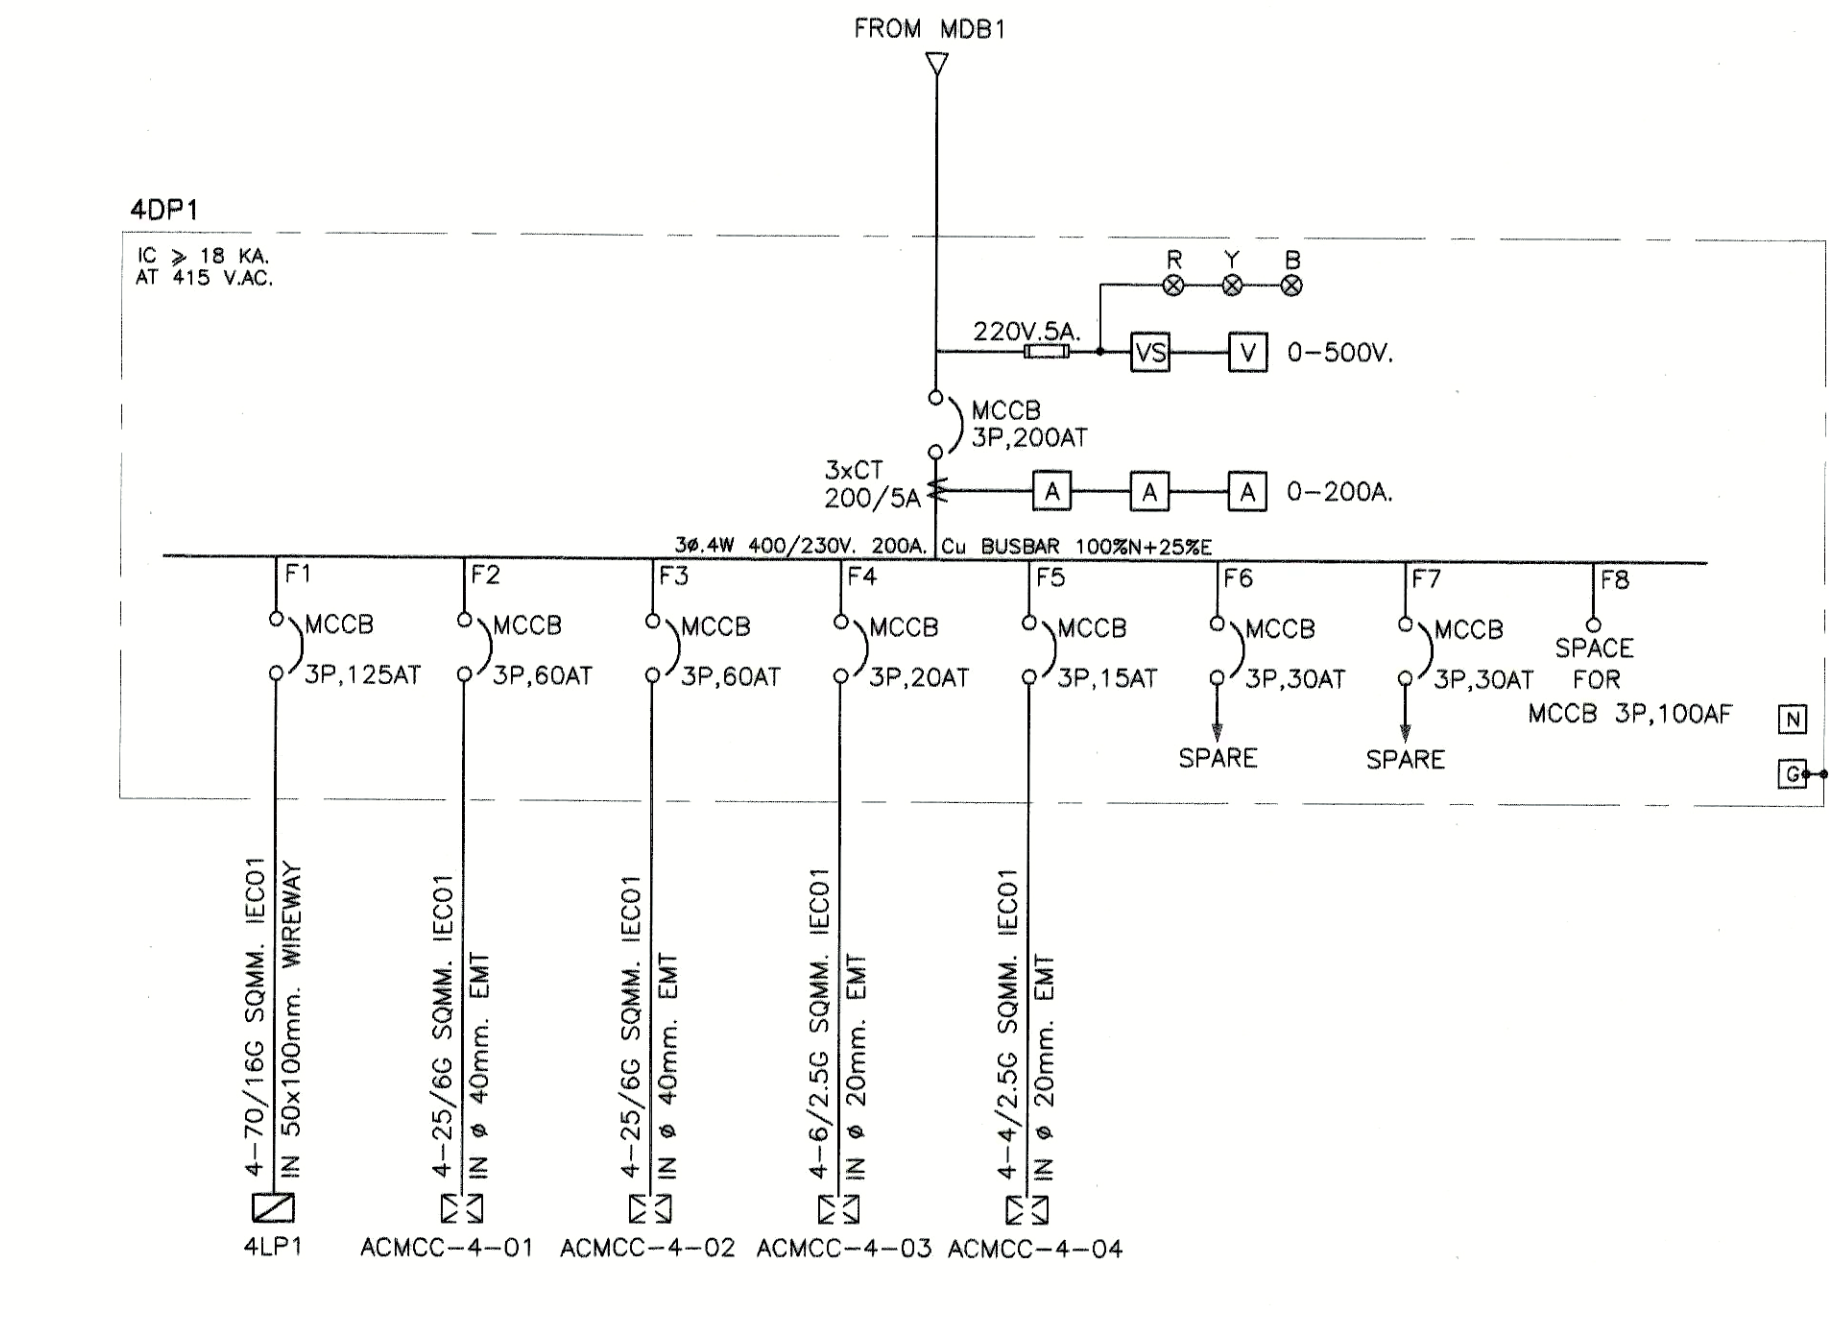 FROM MDB1
4DP1
IC ⩾ 18 KA.
AT 415 V.AC.
R Y B
220V.5A.
VS V 0-500V.
MCCB
3P,200AT
3xCT
200/5A
A A A 0-200A.
3ø.4W 400/230V. 200A. Cu BUSBAR 100%N+25%E
F1 F2 F3 F4 F5 F6 F7 F8
MCCB MCCB MCCB MCCB MCCB MCCB MCCB
3P,125AT 3P,60AT 3P,60AT 3P,20AT 3P,15AT 3P,30AT 3P,30AT
SPACE
FOR
MCCB 3P,100AF
N
G
SPARE SPARE
4-70/16G SQMM. IEC01
IN 50x100mm. WIREWAY
4-25/6G SQMM. IEC01
IN ø 40mm. EMT
4-25/6G SQMM. IEC01
IN ø 40mm. EMT
4-6/2.5G SQMM. IEC01
IN ø 20mm. EMT
4-4/2.5G SQMM. IEC01
IN ø 20mm. EMT
4LP1 ACMCC-4-01 ACMCC-4-02 ACMCC-4-03 ACMCC-4-04